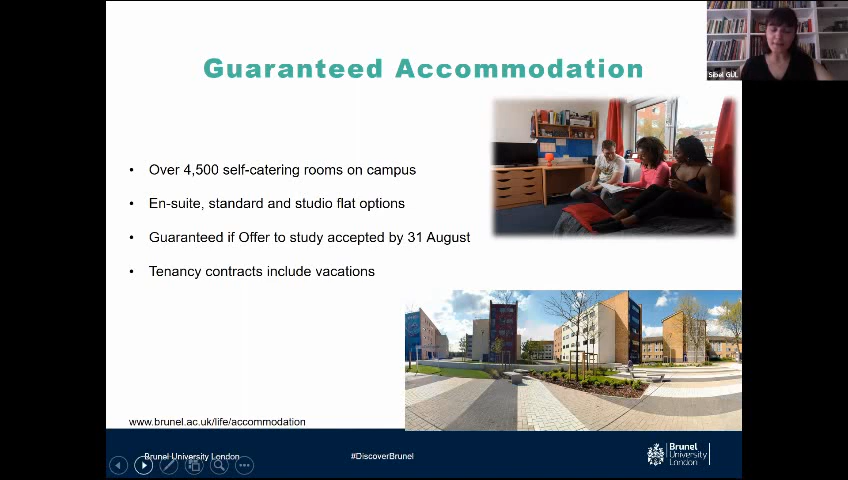 Guaranteed Accommodation
Sibel GÜL
• Over 4,500 self-catering rooms on campus
• En-suite, standard and studio flat options
• Guaranteed if Offer to study accepted by 31 August
• Tenancy contracts include vacations
www.brunel.ac.uk/life/accommodation
Brunel University London
#DiscoverBrunel
Brunel
University
London